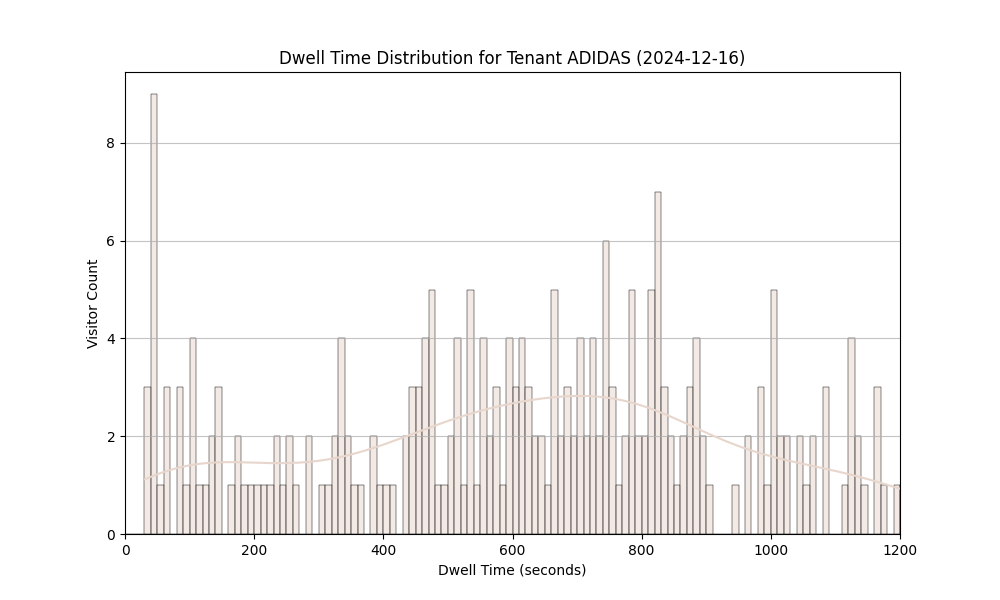 Dwell Time Distribution for Tenant ADIDAS (2024-12-16)
Visitor Count
8
6
4
2
0
0 200 400 600 800 1000 1200
Dwell Time (seconds)